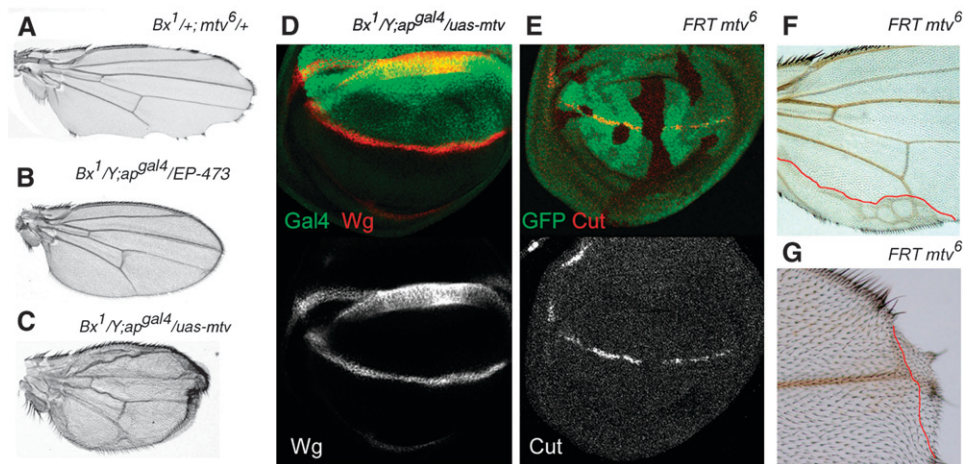 A Bx¹/+; mtv⁶/+
B Bx¹/Y;apgal4/EP-473
C Bx¹/Y;apgal4/uas-mtv
D Bx¹/Y;apgal4/uas-mtv
Gal4 Wg
Wg
E FRT mtv⁶
GFP Cut
Cut
F FRT mtv⁶
G FRT mtv⁶